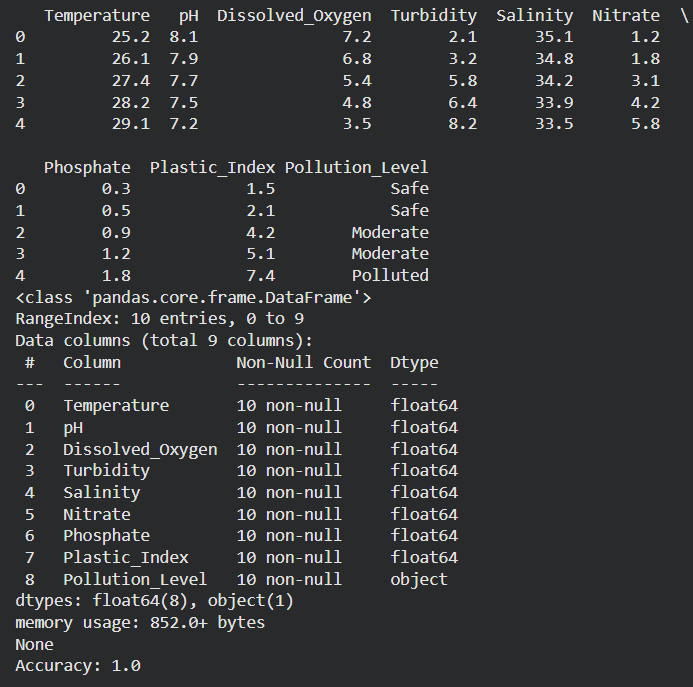 Temperature   pH  Dissolved_Oxygen  Turbidity  Salinity  Nitrate  \
0         25.2  8.1               7.2        2.1      35.1      1.2
1         26.1  7.9               6.8        3.2      34.8      1.8
2         27.4  7.7               5.4        5.8      34.2      3.1
3         28.2  7.5               4.8        6.4      33.9      4.2
4         29.1  7.2               3.5        8.2      33.5      5.8

   Phosphate  Plastic_Index Pollution_Level
0        0.3            1.5            Safe
1        0.5            2.1            Safe
2        0.9            4.2        Moderate
3        1.2            5.1        Moderate
4        1.8            7.4        Polluted
<class 'pandas.core.frame.DataFrame'>
RangeIndex: 10 entries, 0 to 9
Data columns (total 9 columns):
 #   Column            Non-Null Count  Dtype
---  ------            --------------  -----
 0   Temperature       10 non-null     float64
 1   pH                10 non-null     float64
 2   Dissolved_Oxygen  10 non-null     float64
 3   Turbidity         10 non-null     float64
 4   Salinity          10 non-null     float64
 5   Nitrate           10 non-null     float64
 6   Phosphate         10 non-null     float64
 7   Plastic_Index     10 non-null     float64
 8   Pollution_Level   10 non-null     object
dtypes: float64(8), object(1)
memory usage: 852.0+ bytes
None
Accuracy: 1.0